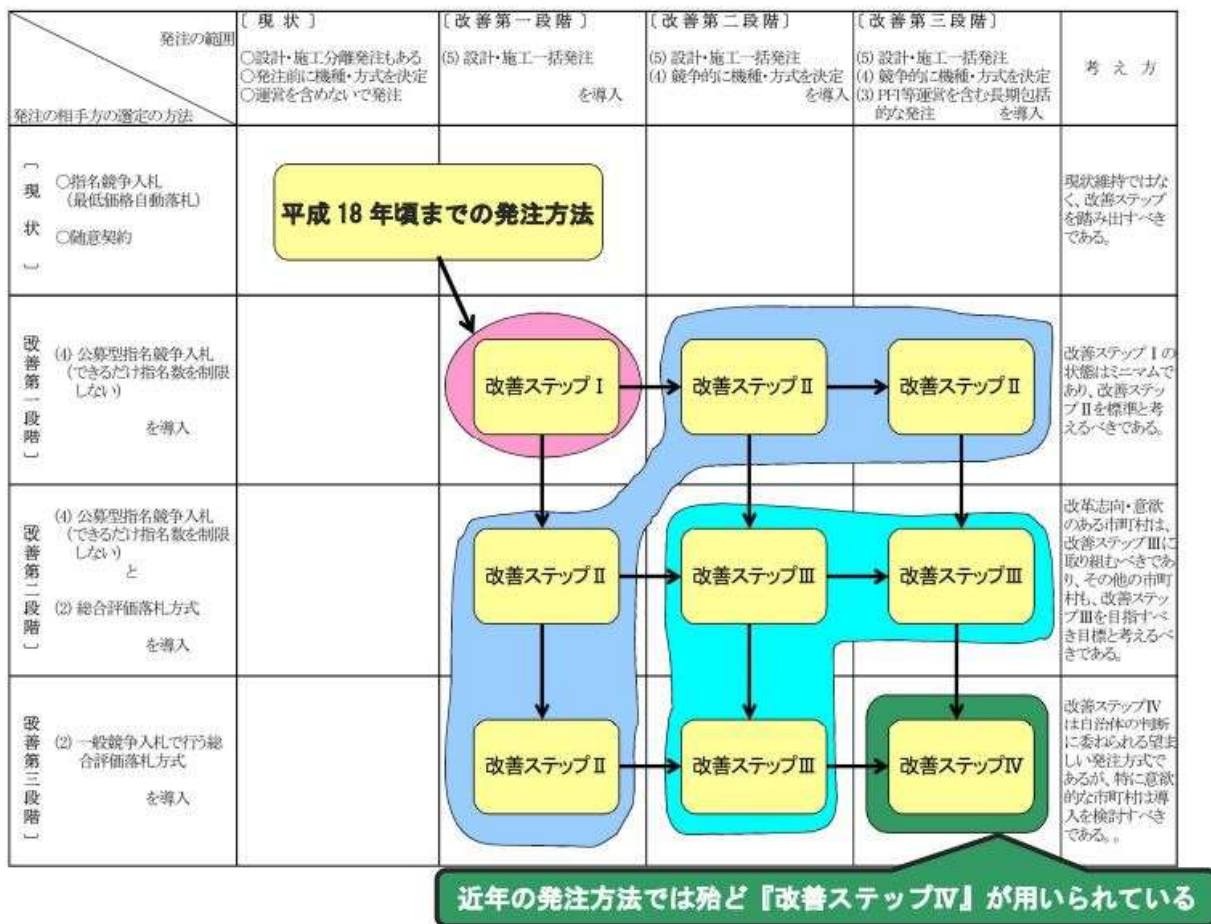 発注の範囲
発注の相手方の選定の方法
〔 現 状 〕
○設計・施工分離発注もある
○発注前に機種・方式を決定
○運営を含めないで発注
〔改善第一段階〕
(5) 設計・施工一括発注
を導入
〔改善第二段階〕
(5) 設計・施工一括発注
(4) 競争的に機種・方式を決定
を導入
〔改善第三段階〕
(5) 設計・施工一括発注
(4) 競争的に機種・方式を決定
(3) PFI等運営を含む長期包括
的な発注 を導入
考 え 方
〔現 状〕
○指名競争入札
(最低価格自動落札)
○随意契約
平成 18 年頃までの発注方法
現状維持ではな
く、改善ステップ
を踏み出すべき
である。
〔改善第一段階〕
(4) 公募型指名競争入札
(できるだけ指名数を制限
しない)
を導入
改善ステップⅠ
改善ステップⅡ
改善ステップⅡ
改善ステップⅠの
状態はミニマムで
あり、改善ステッ
プⅡを標準と考
えるべきである。
〔改善第二段階〕
(4) 公募型指名競争入札
(できるだけ指名数を制限
しない)
と
(2) 総合評価落札方式
を導入
改善ステップⅡ
改善ステップⅢ
改善ステップⅢ
改革志向・意欲
のある市町村は、
改善ステップⅢに
取り組むべきであ
り、その他の市町
村も、改善ステッ
プⅢを目指すべ
き目標と考えるべ
きである。
〔改善第三段階〕
(2) 一般競争入札で行う総
合評価落札方式
を導入
改善ステップⅡ
改善ステップⅢ
改善ステップⅣ
改善ステップⅣ
は自治体の判断
に委ねられる望ま
しい発注方式で
あるが、特に意欲
的な市町村は導
入を検討すべき
である。。
近年の発注方法では殆ど『改善ステップⅣ』が用いられている